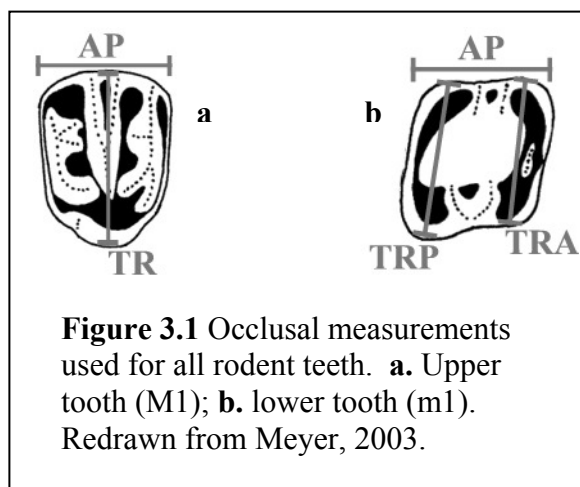 AP
a
TR
b
AP
TRP
TRA
Figure 3.1 Occlusal measurements
used for all rodent teeth. a. Upper
tooth (M1); b. lower tooth (m1).
Redrawn from Meyer, 2003.